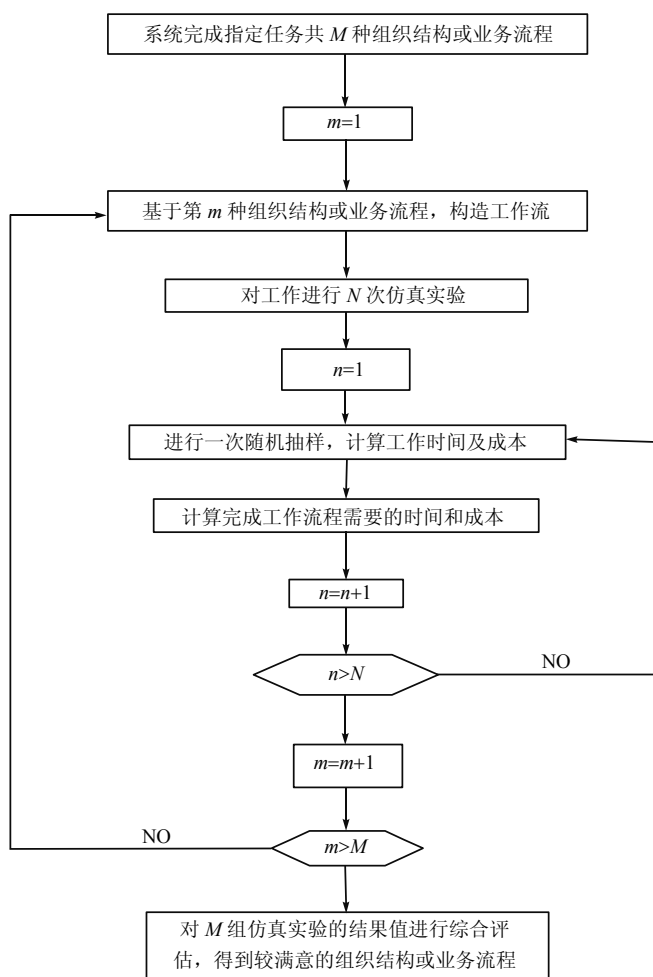 系统完成指定任务共 M 种组织结构或业务流程
m=1
基于第 m 种组织结构或业务流程，构造工作流
对工作进行 N 次仿真实验
n=1
进行一次随机抽样，计算工作时间及成本
计算完成工作流程需要的时间和成本
n=n+1
n>N
NO
m=m+1
NO
m>M
对 M 组仿真实验的结果值进行综合评
估，得到较满意的组织结构或业务流程